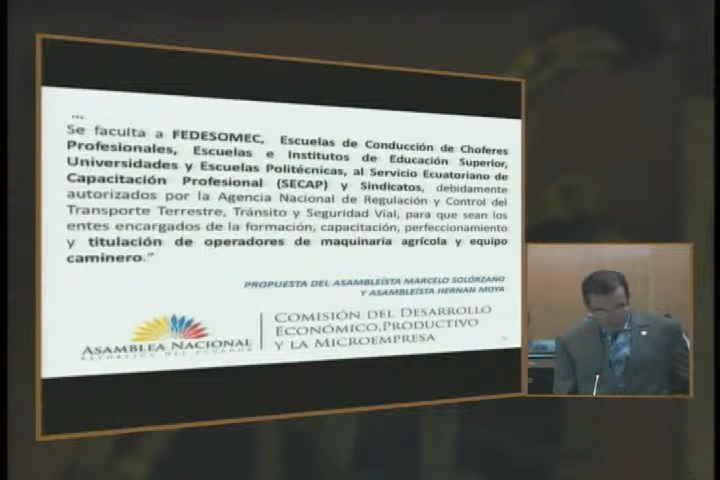 ...
Se faculta a FEDESOMEC, Escuelas de Conducción de Choferes
Profesionales, Escuelas e Institutos de Educación Superior,
Universidades y Escuelas Politécnicas, al Servicio Ecuatoriano de
Capacitación Profesional (SECAP) y Sindicatos, debidamente
autorizados por la Agencia Nacional de Regulación y Control del
Transporte Terrestre, Tránsito y Seguridad Vial, para que sean los
entes encargados de la formación, capacitación, perfeccionamiento
y titulación de operadores de maquinaria agrícola y equipo
caminero."
PROPUESTA DEL ASAMBLEÍSTA MARCELO SOLÓRZANO
Y ASAMBLEÍSTA HERNAN MOYA
ASAMBLEA NACIONAL
REPÚBLICA DEL ECUADOR
COMISIÓN DEL DESARROLLO
ECONÓMICO, PRODUCTIVO
Y LA MICROEMPRESA